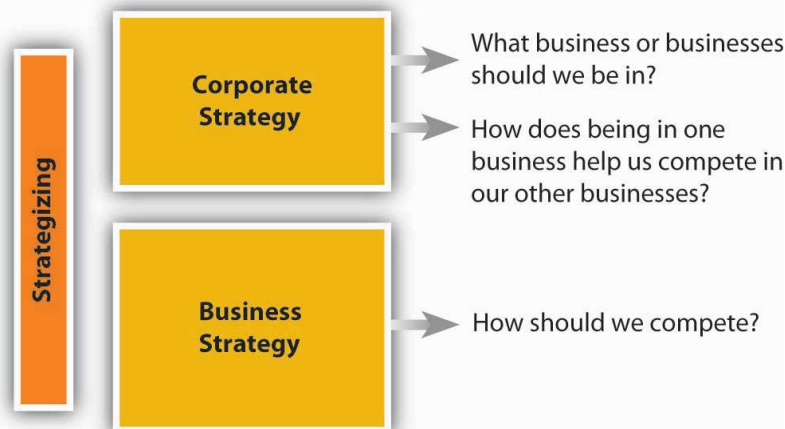 Strategizing
Corporate
Strategy
What business or businesses
should we be in?
How does being in one
business help us compete in
our other businesses?
Business
Strategy
How should we compete?